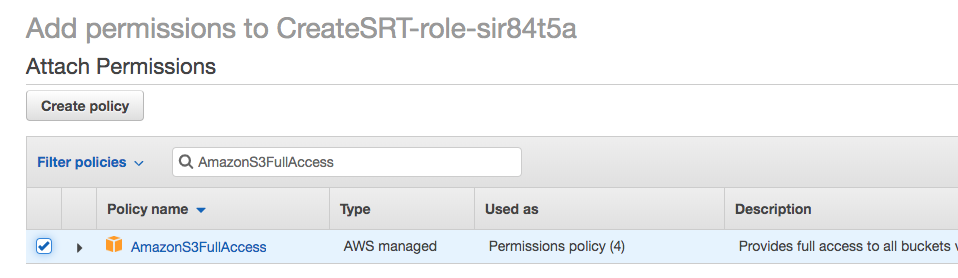 Add permissions to CreateSRT-role-sir84t5a
Attach Permissions
Create policy
Filter policies AmazonS3FullAccess
Policy name Type Used as Description
AmazonS3FullAccess AWS managed Permissions policy (4) Provides full access to all buckets